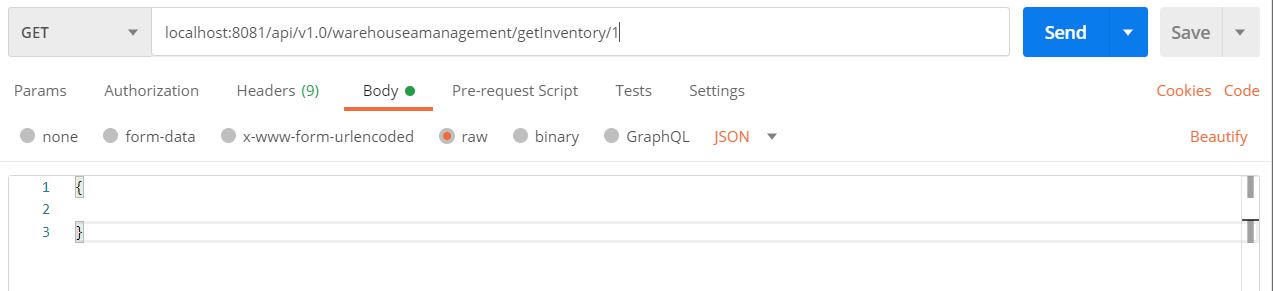 GET localhost:8081/api/v1.0/warehouseamanagement/getInventory/1 Send Save
Params Authorization Headers (9) Body Pre-request Script Tests Settings Cookies Code
none form-data x-www-form-urlencoded raw binary GraphQL JSON Beautify
1 {
2
3 }